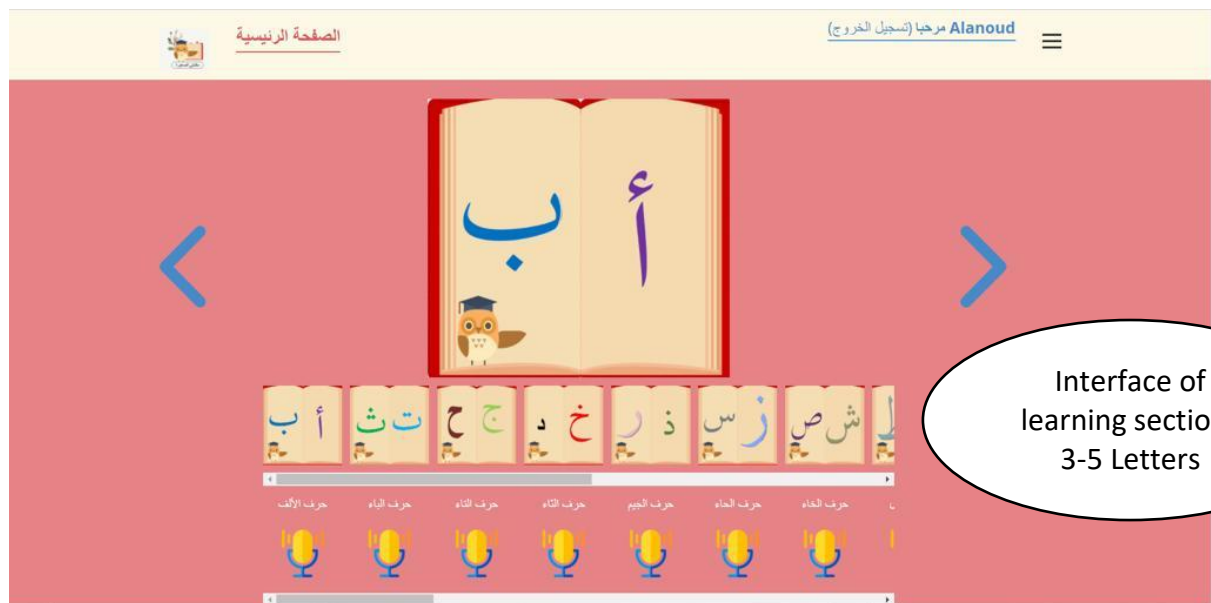 Alanoud مرحبا (تسجيل الخروج)
الصفحة الرئيسية
أ ب
أ ب
ت ث
ج ح
خ د
ذ ر
ز س
ش ص
حرف الألف
حرف الباء
حرف التاء
حرف الثاء
حرف الجيم
حرف الحاء
حرف الخاء
Interface of
learning sectio
3-5 Letters